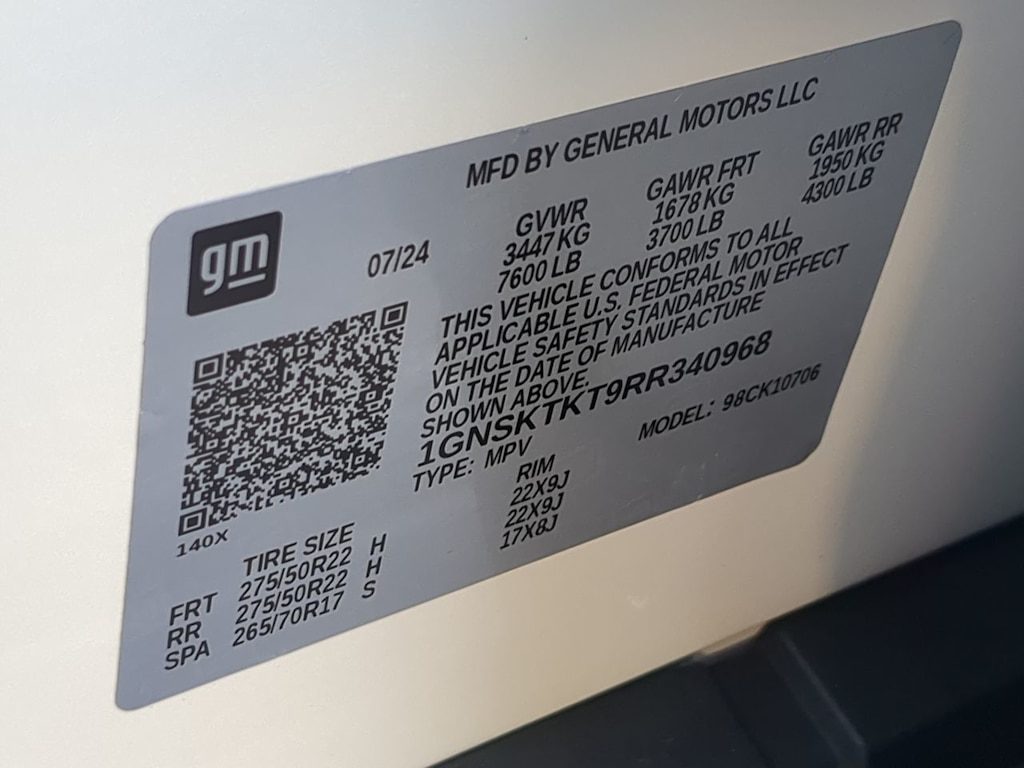 MFD BY GENERAL MOTORS LLC
gm
07/24
GVWR GAWR FRT GAWR RR
3447 KG 1678 KG 1950 KG
7600 LB 3700 LB 4300 LB
THIS VEHICLE CONFORMS TO ALL
APPLICABLE U.S. FEDERAL MOTOR
VEHICLE SAFETY STANDARDS IN EFFECT
ON THE DATE OF MANUFACTURE
SHOWN ABOVE.
1GNSKTKT9RR340968
TYPE: MPV MODEL: 98CK10706
140X
TIRE SIZE RIM
FRT 275/50R22 H 22X9J
RR 275/50R22 H 22X9J
SPA 265/70R17 S 17X8J